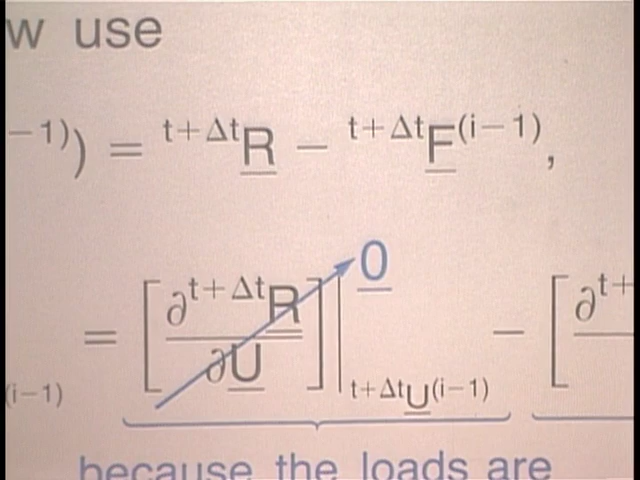 w use
−1)) = t+ΔtR − t+ΔtF(i−1),
= [∂t+ΔtR / ∂U]|t+ΔtU(i−1) 0 − [∂t+
(i−1)
because the loads are